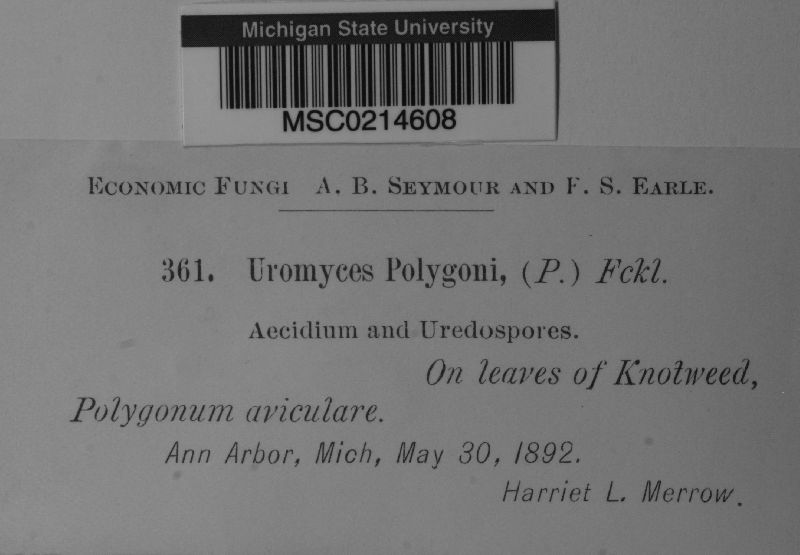 Michigan State University
MSC0214608
Economic Fungi A. B. Seymour and F. S. Earle.
361. Uromyces Polygoni, (P.) Fckl.
Aecidium and Uredospores.
On leaves of Knotweed,
Polygonum aviculare.
Ann Arbor, Mich, May 30, 1892.
Harriet L. Merrow.